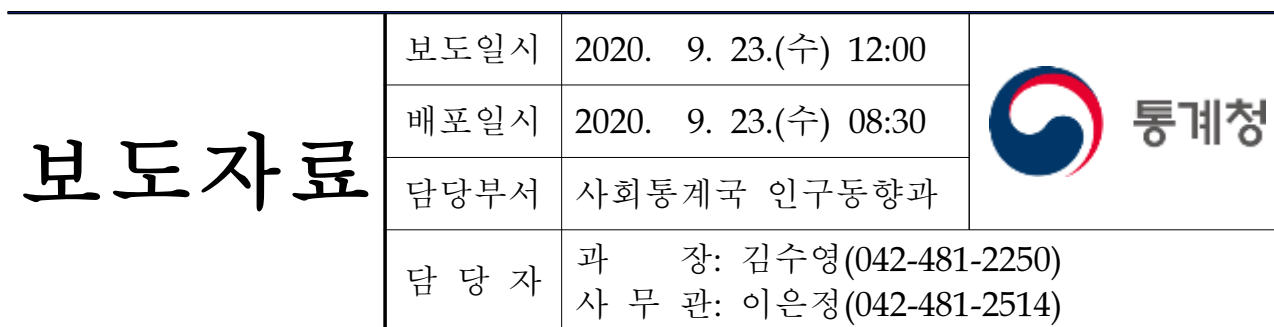 보도자료
보도일시 2020. 9. 23.(수) 12:00
배포일시 2020. 9. 23.(수) 08:30
담당부서 사회통계국 인구동향과
담 당 자 과 장: 김수영(042-481-2250)
사 무 관: 이은정(042-481-2514)
통계청